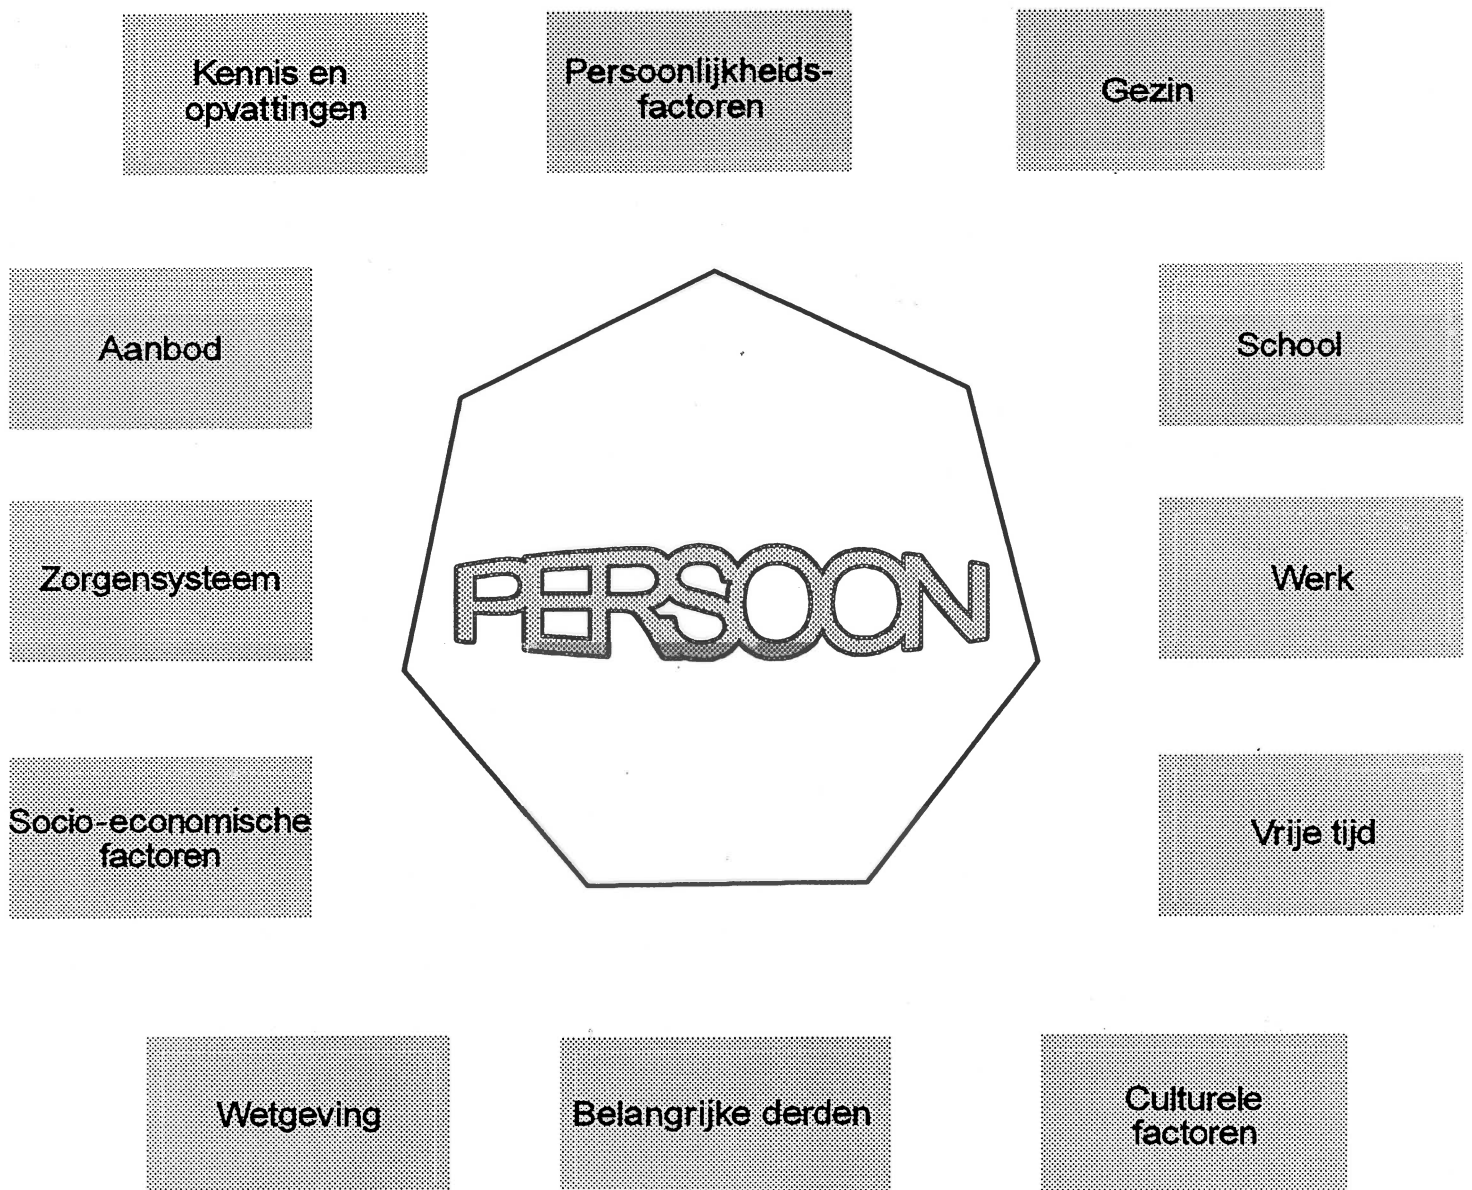 Kennis en
opvattingen
Persoonlijkheids-
factoren
Gezin
Aanbod
School
Zorgensysteem
PERSOON
Werk
Socio-economische
factoren
Vrije tijd
Wetgeving
Belangrijke derden
Culturele
factoren